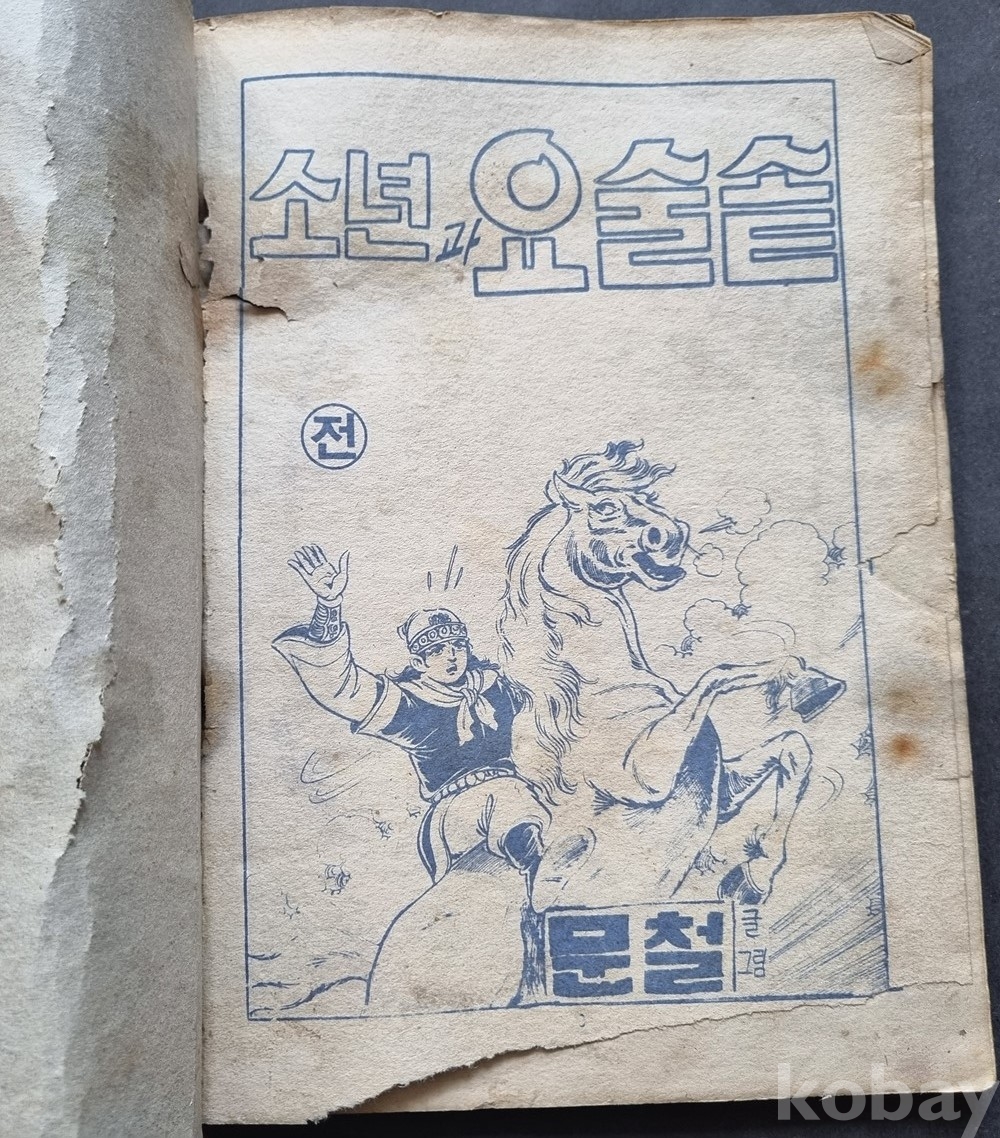 소년과 요술솥
전
문철 글 그림
kobay